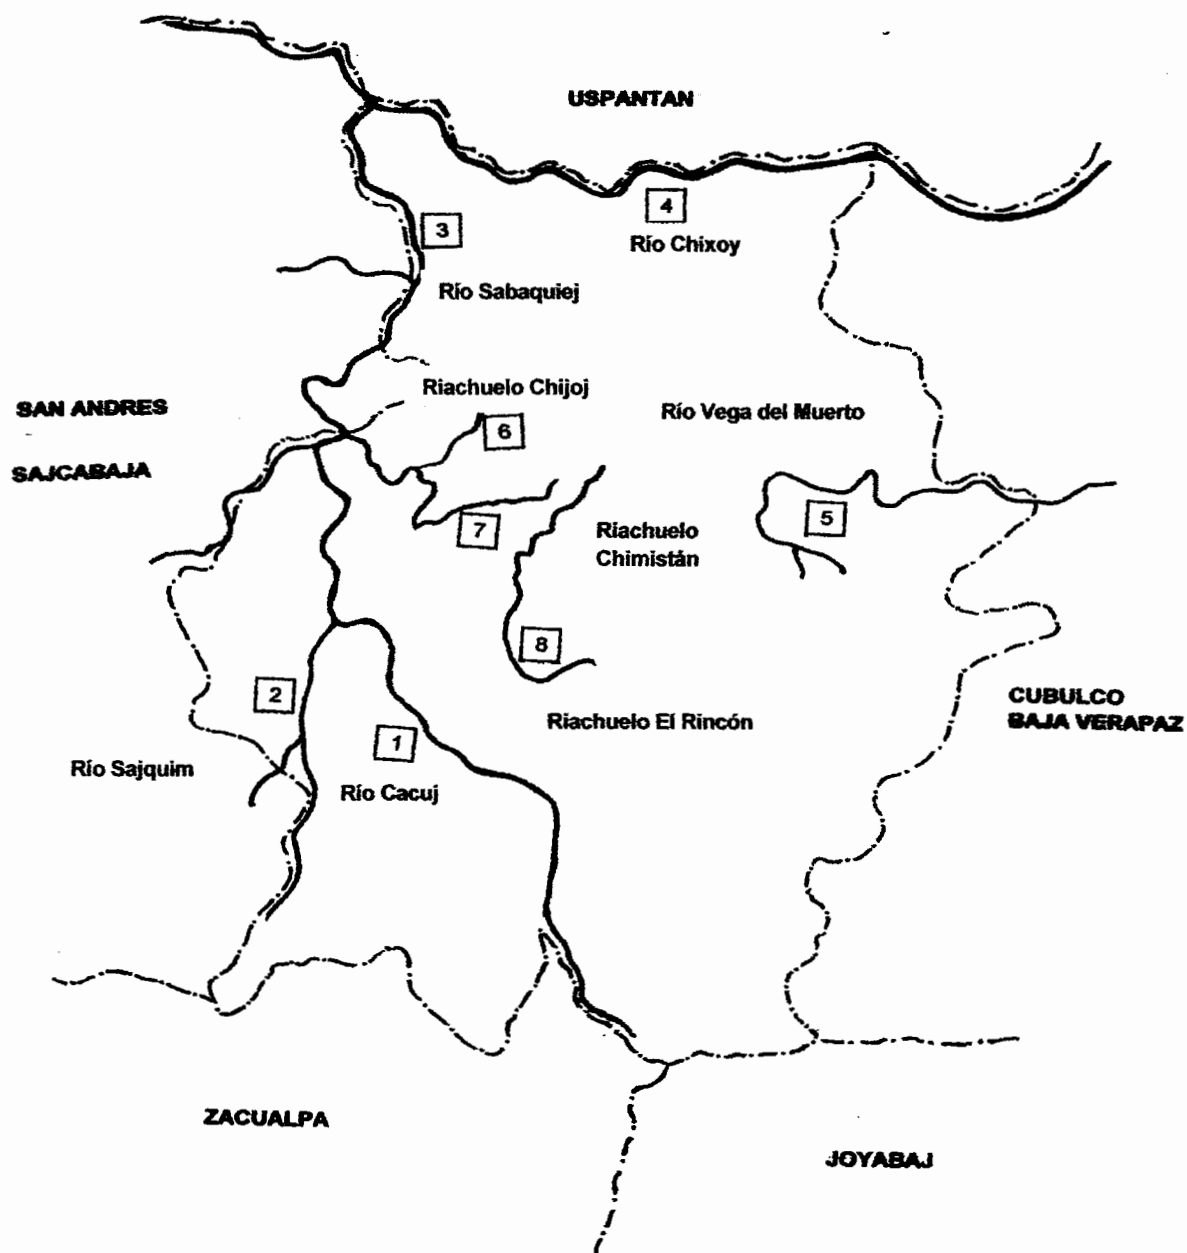 USPANTAN
4
Río Chixoy
3
Río Sabaquiej
Riachuelo Chijoj
SAN ANDRES
SAJCABAJA
6
Río Vega del Muerto
7
5
Riachuelo
Chimistán
8
2
1
Riachuelo El Rincón
CUBULCO
BAJA VERAPAZ
Río Sajquim
Río Cacuj
ZACUALPA
JOYABAJ